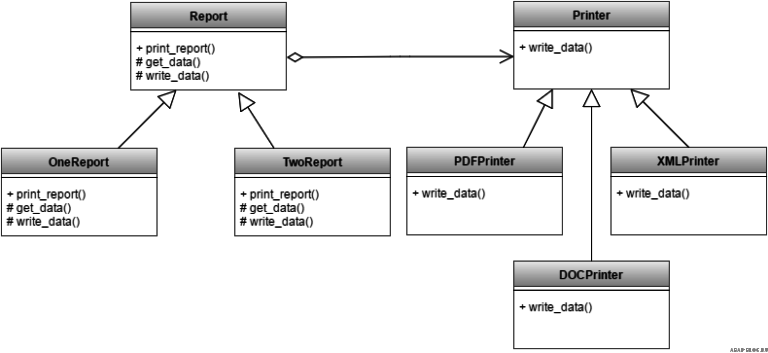 Report
+ print_report()
# get_data()
# write_data()
Printer
+ write_data()
OneReport
+ print_report()
# get_data()
# write_data()
TwoReport
+ print_report()
# get_data()
# write_data()
PDFPrinter
+ write_data()
XMLPrinter
+ write_data()
DOCPrinter
+ write_data()